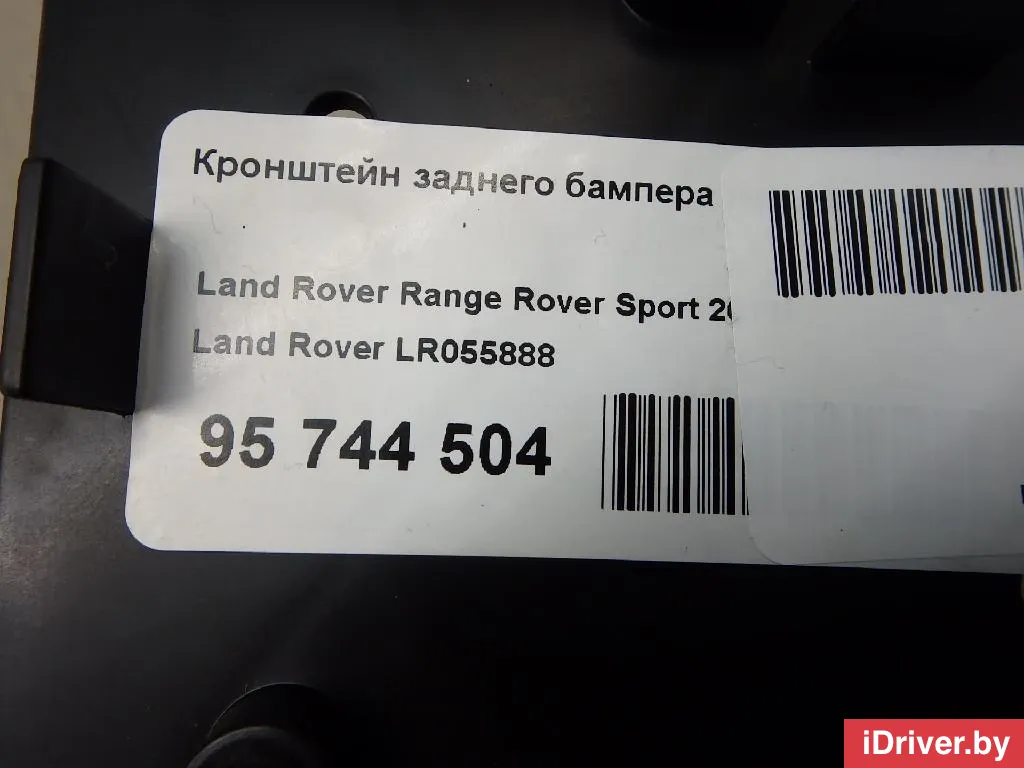 Кронштейн заднего бампера
Land Rover Range Rover Sport
Land Rover LR055888
95 744 504
iDriver.by